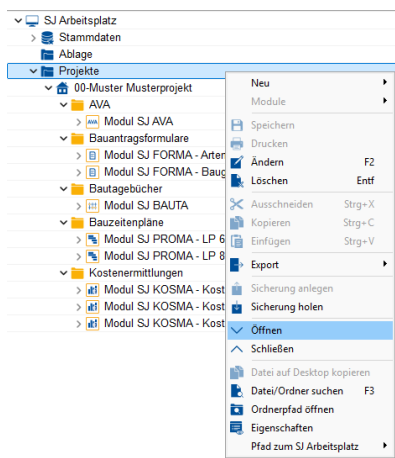 SJ Arbeitsplatz
Stammdaten
Ablage
Projekte
00-Muster Musterprojekt
AVA
AVA Modul SJ AVA
Bauantragsformulare
Modul SJ FORMA - Arter
Modul SJ FORMA - Baug
Bautagebücher
Modul SJ BAUTA
Bauzeitenpläne
Modul SJ PROMA - LP 6
Modul SJ PROMA - LP 8
Kostenermittlungen
Modul SJ KOSMA - Kost
Modul SJ KOSMA - Kost
Modul SJ KOSMA - Kost
Neu
Module
Speichern
Drucken
Ändern F2
Löschen Entf
Ausschneiden Strg+X
Kopieren Strg+C
Einfügen Strg+V
Export
Sicherung anlegen
Sicherung holen
Öffnen
Schließen
Datei auf Desktop kopieren
Datei/Ordner suchen F3
Ordnerpfad öffnen
Eigenschaften
Pfad zum SJ Arbeitsplatz